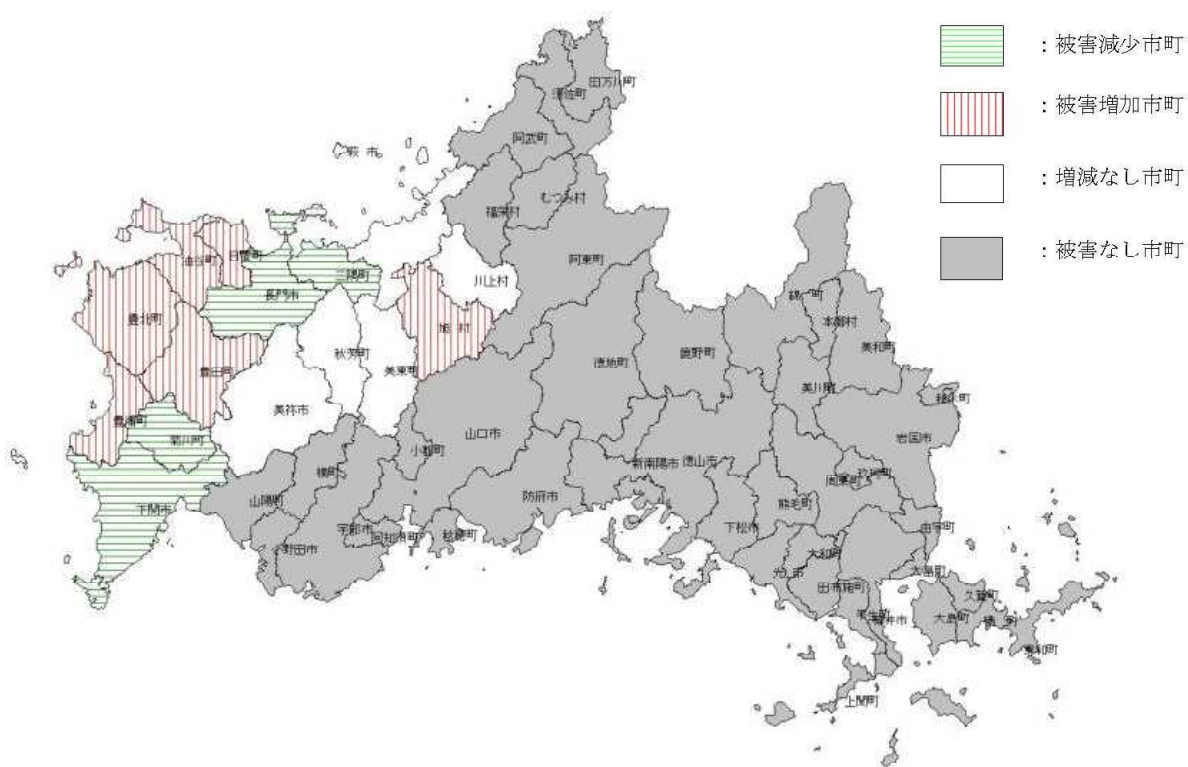 ：被害減少市町
：被害増加市町
：増減なし市町
：被害なし市町
田万川町
須佐町
阿武町
萩 市
むつみ村
福栄村
阿東町
川上村
日置町
油谷町
三隅町
長門市
豊北町
旭 村
秋芳町
美東町
豊田町
美祢市
豊浦町
菊川町
下関市
山陽町
楠町
小野田市
宇部市
阿知須町
小郡町
山口市
秋穂町
防府市
徳地町
鹿野町
新南陽市
徳山市
錦 町
本郷村
美和町
美川町
和木町
岩国市
玖珂町
周東町
熊毛町
下松市
由宇町
大和町
光 市
田布施町
大畠町
平生町
柳井市
久賀町
大島町
橘 町
東和町
上関町